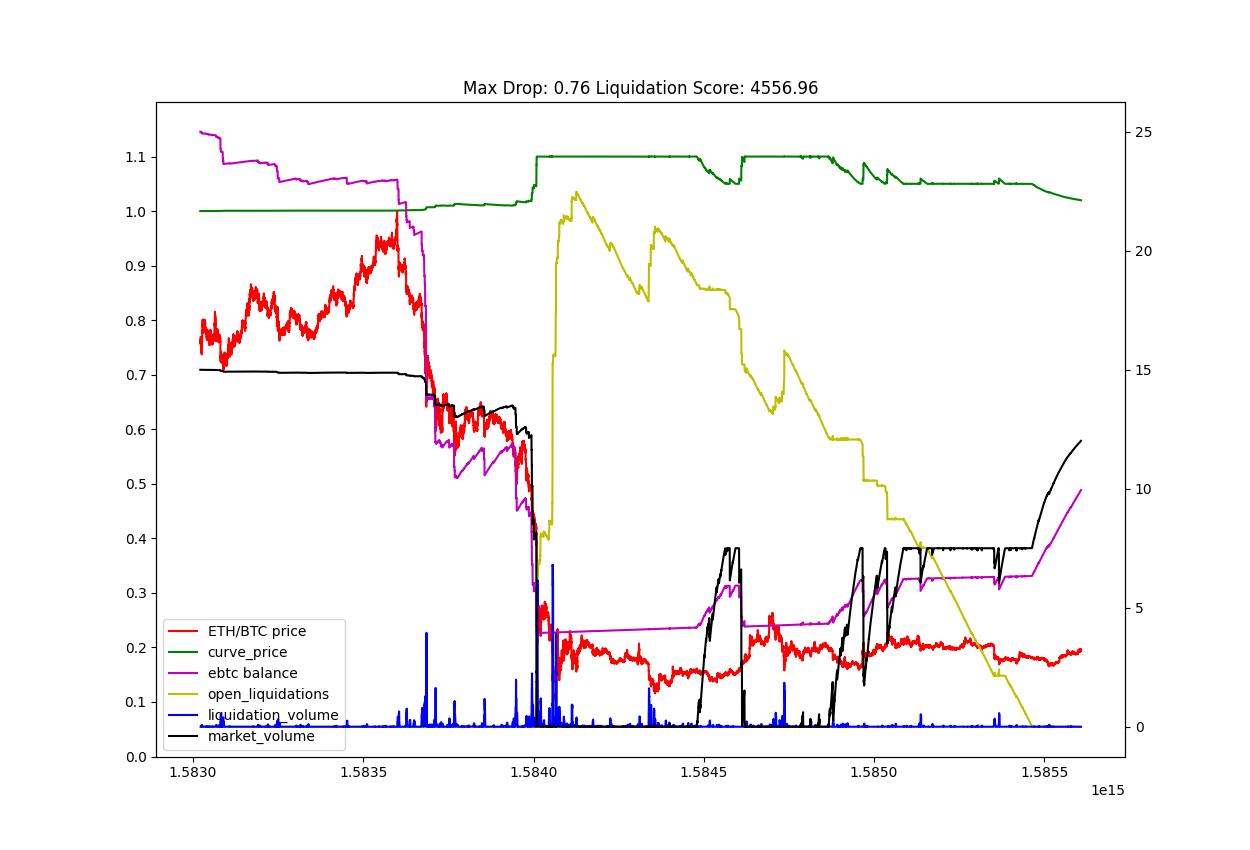 Max Drop: 0.76 Liquidation Score: 4556.96
1.1
1.0
0.9
0.8
0.7
0.6
0.5
0.4
0.3
0.2
0.1
0.0
25
20
15
10
5
0
ETH/BTC price
curve_price
ebtc balance
open_liquidations
liquidation_volume
market_volume
1.5830 1.5835 1.5840 1.5845 1.5850 1.5855
1e15